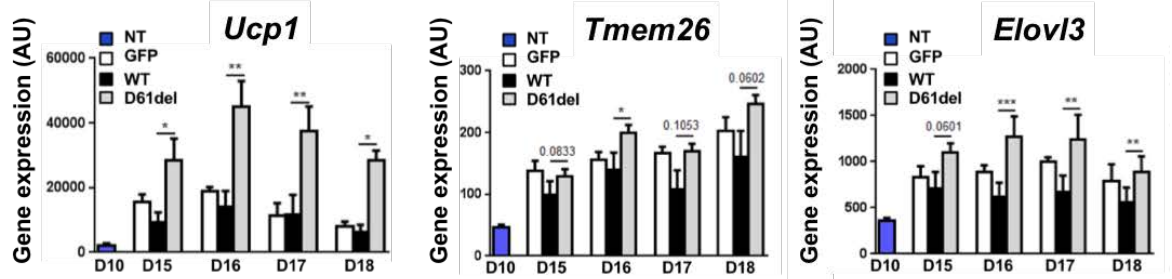 Ucp1
Gene expression (AU)
NT
GFP
WT
D61del
60000
40000
20000
0
*
**
**
*
D10 D15 D16 D17 D18
Tmem26
Gene expression (AU)
NT
GFP
WT
D61del
300
200
100
0
0.0833
*
0.1053
0.0602
D10 D15 D16 D17 D18
Elovl3
Gene expression (AU)
NT
GFP
WT
D61del
2000
1500
1000
500
0
0.0601
***
**
**
D10 D15 D16 D17 D18